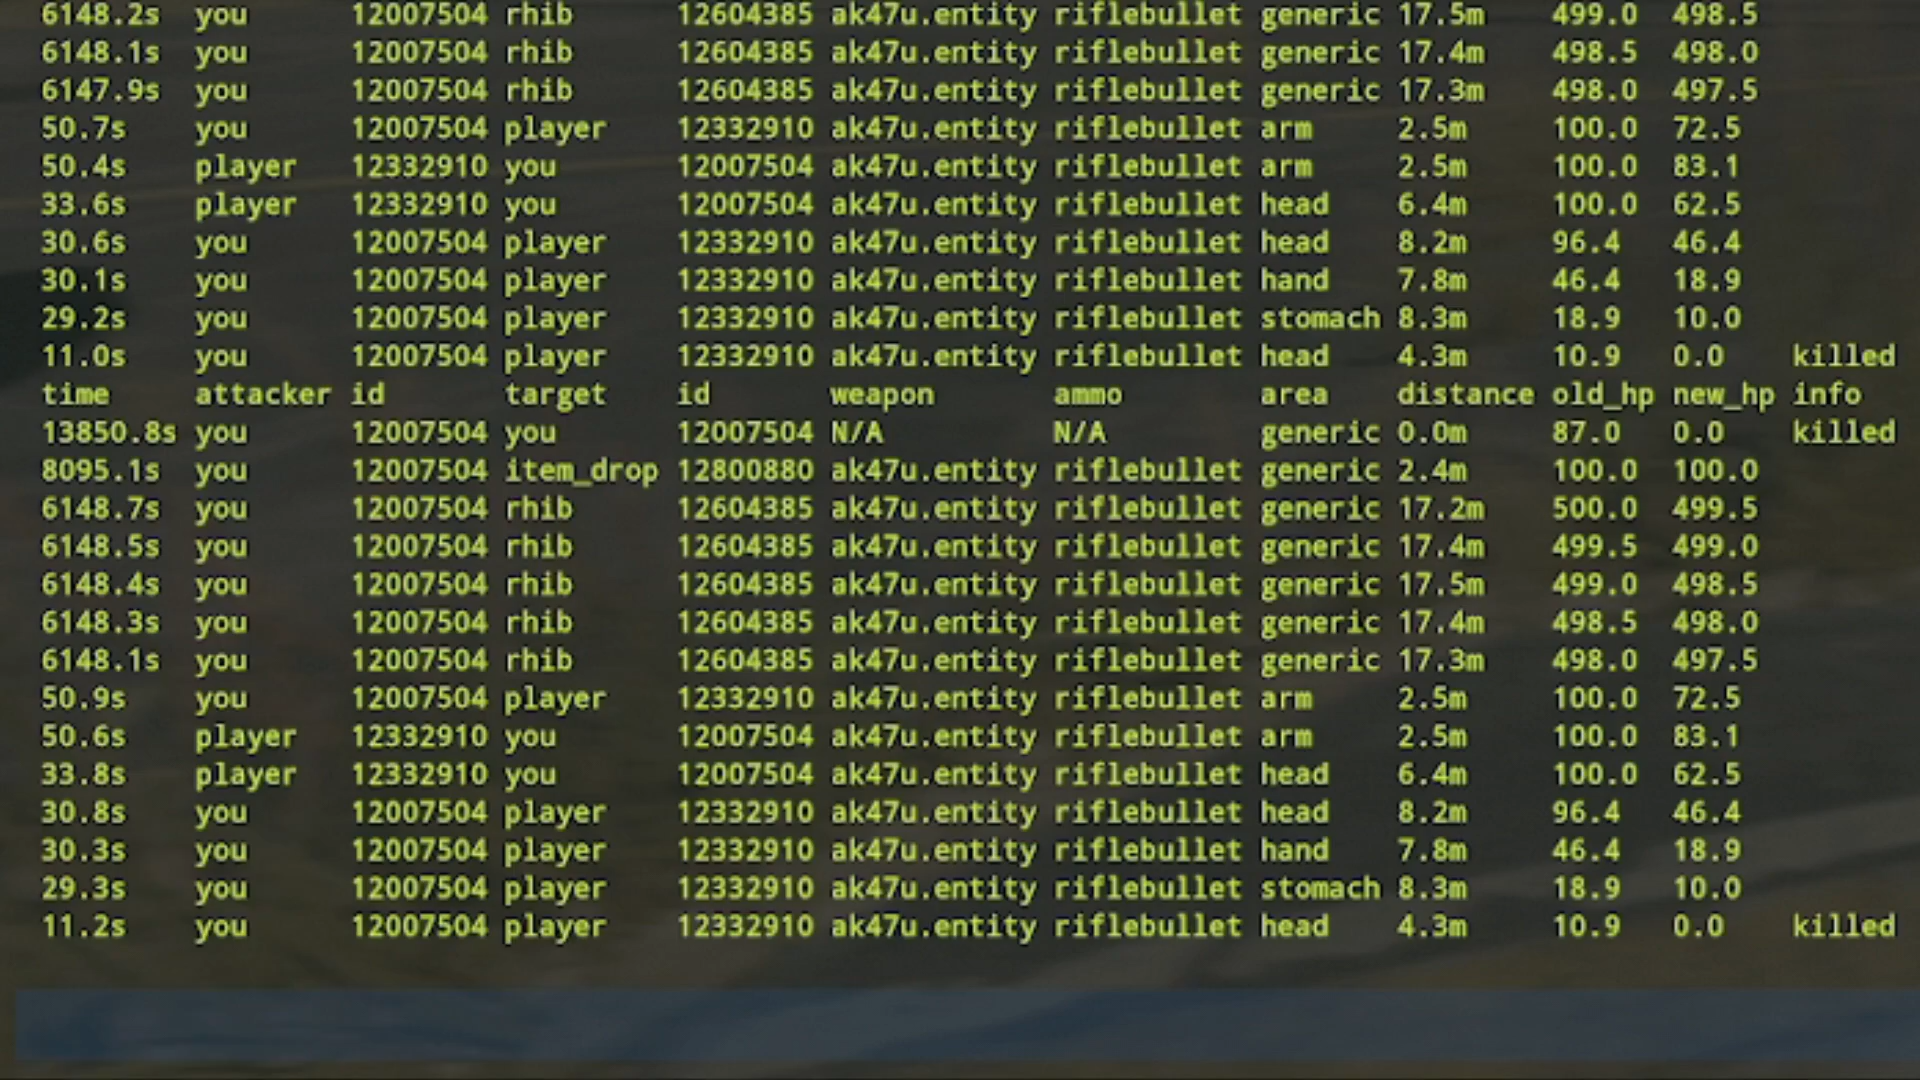 6148.2s you 12007504 rhib 12604385 ak47u.entity riflebullet generic 17.5m 499.0 498.5
6148.1s you 12007504 rhib 12604385 ak47u.entity riflebullet generic 17.4m 498.5 498.0
6147.9s you 12007504 rhib 12604385 ak47u.entity riflebullet generic 17.3m 498.0 497.5
50.7s you 12007504 player 12332910 ak47u.entity riflebullet arm 2.5m 100.0 72.5
50.4s player 12332910 you 12007504 ak47u.entity riflebullet arm 2.5m 100.0 83.1
33.6s player 12332910 you 12007504 ak47u.entity riflebullet head 6.4m 100.0 62.5
30.6s you 12007504 player 12332910 ak47u.entity riflebullet head 8.2m 96.4 46.4
30.1s you 12007504 player 12332910 ak47u.entity riflebullet hand 7.8m 46.4 18.9
29.2s you 12007504 player 12332910 ak47u.entity riflebullet stomach 8.3m 18.9 10.0
11.0s you 12007504 player 12332910 ak47u.entity riflebullet head 4.3m 10.9 0.0 killed
time attacker id target id weapon ammo area distance old_hp new_hp info
13850.8s you 12007504 you 12007504 N/A N/A generic 0.0m 87.0 0.0 killed
8095.1s you 12007504 item_drop 12800880 ak47u.entity riflebullet generic 2.4m 100.0 100.0
6148.7s you 12007504 rhib 12604385 ak47u.entity riflebullet generic 17.2m 500.0 499.5
6148.5s you 12007504 rhib 12604385 ak47u.entity riflebullet generic 17.4m 499.5 499.0
6148.4s you 12007504 rhib 12604385 ak47u.entity riflebullet generic 17.5m 499.0 498.5
6148.3s you 12007504 rhib 12604385 ak47u.entity riflebullet generic 17.4m 498.5 498.0
6148.1s you 12007504 rhib 12604385 ak47u.entity riflebullet generic 17.3m 498.0 497.5
50.9s you 12007504 player 12332910 ak47u.entity riflebullet arm 2.5m 100.0 72.5
50.6s player 12332910 you 12007504 ak47u.entity riflebullet arm 2.5m 100.0 83.1
33.8s player 12332910 you 12007504 ak47u.entity riflebullet head 6.4m 100.0 62.5
30.8s you 12007504 player 12332910 ak47u.entity riflebullet head 8.2m 96.4 46.4
30.3s you 12007504 player 12332910 ak47u.entity riflebullet hand 7.8m 46.4 18.9
29.3s you 12007504 player 12332910 ak47u.entity riflebullet stomach 8.3m 18.9 10.0
11.2s you 12007504 player 12332910 ak47u.entity riflebullet head 4.3m 10.9 0.0 killed